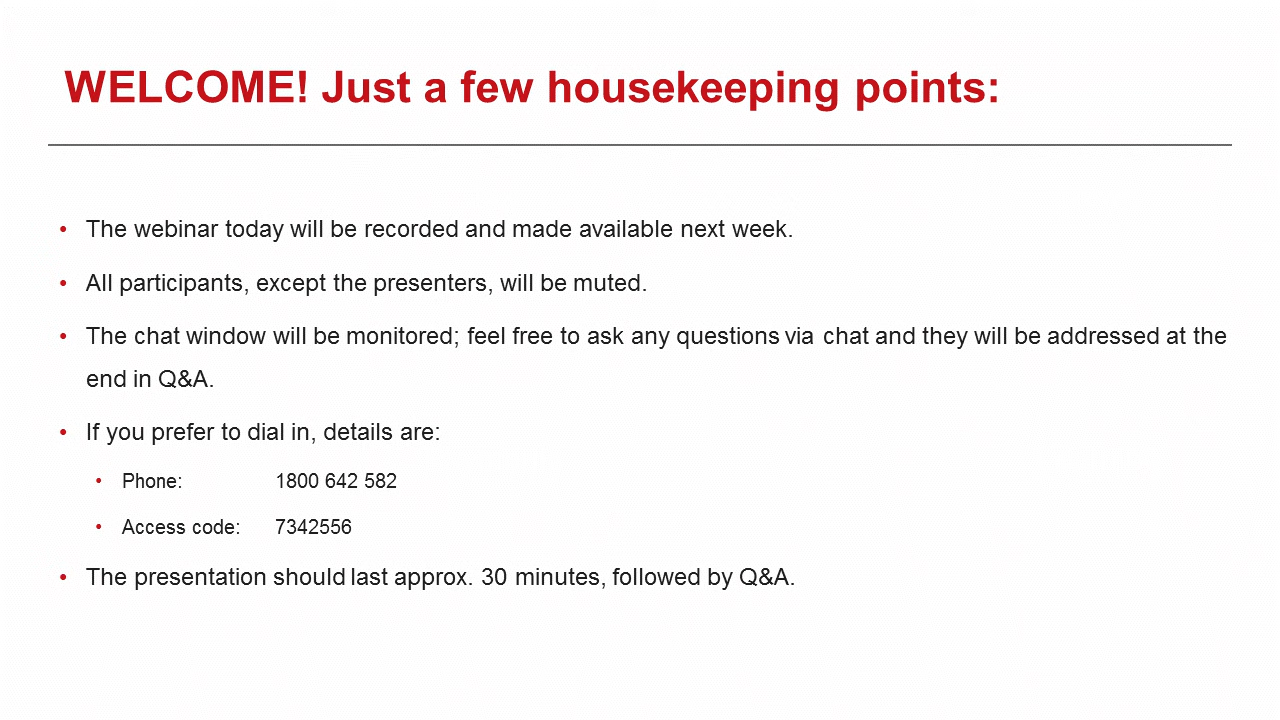 WELCOME! Just a few housekeeping points:
• The webinar today will be recorded and made available next week.
• All participants, except the presenters, will be muted.
• The chat window will be monitored; feel free to ask any questions via chat and they will be addressed at the
end in Q&A.
• If you prefer to dial in, details are:
• Phone: 1800 642 582
• Access code: 7342556
• The presentation should last approx. 30 minutes, followed by Q&A.